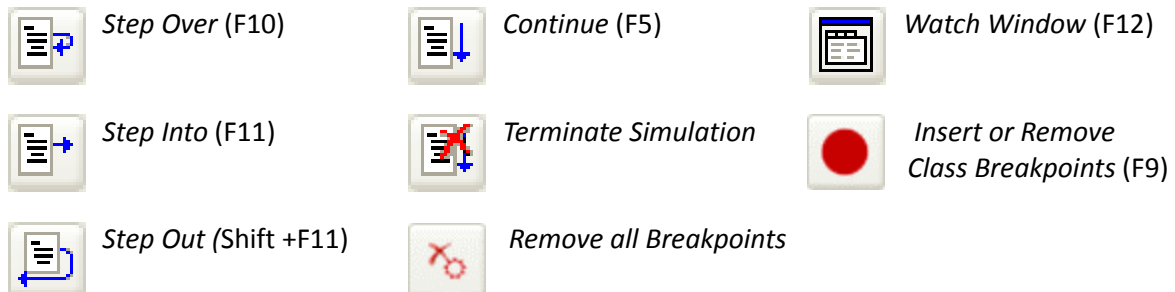 Step Over (F10)
Continue (F5)
Watch Window (F12)
Step Into (F11)
Terminate Simulation
Insert or Remove
Class Breakpoints (F9)
Step Out (Shift +F11)
Remove all Breakpoints